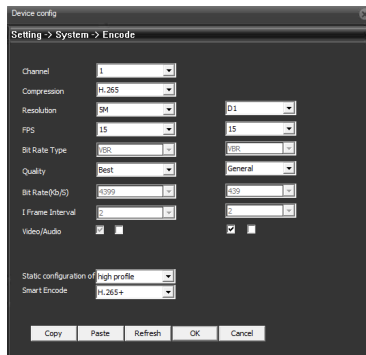 Device config
Setting -> System -> Encode
Channel 1
Compression H.265
Resolution 5M D1
FPS 15 15
Bit Rate Type VBR VBR
Quality Best General
Bit Rate(Kb/S) 4399 439
I Frame Interval 2 2
Video/Audio
Static configuration of high profile
Smart Encode H.265+
Copy Paste Refresh OK Cancel